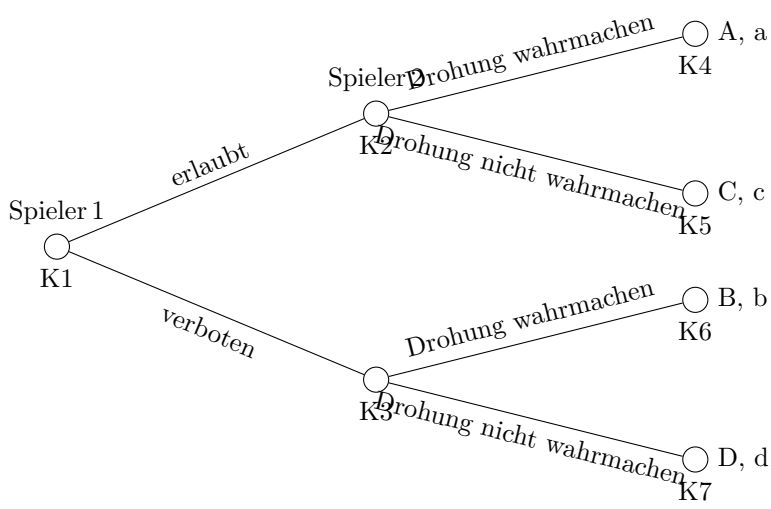 Drohung wahrmachen
A, a
K4
Spieler 2
K2
Drohung nicht wahrmachen
erlaubt
C, c
K5
Spieler 1
K1
verboten
Drohung wahrmachen
B, b
K6
K3
Drohung nicht wahrmachen
D, d
K7